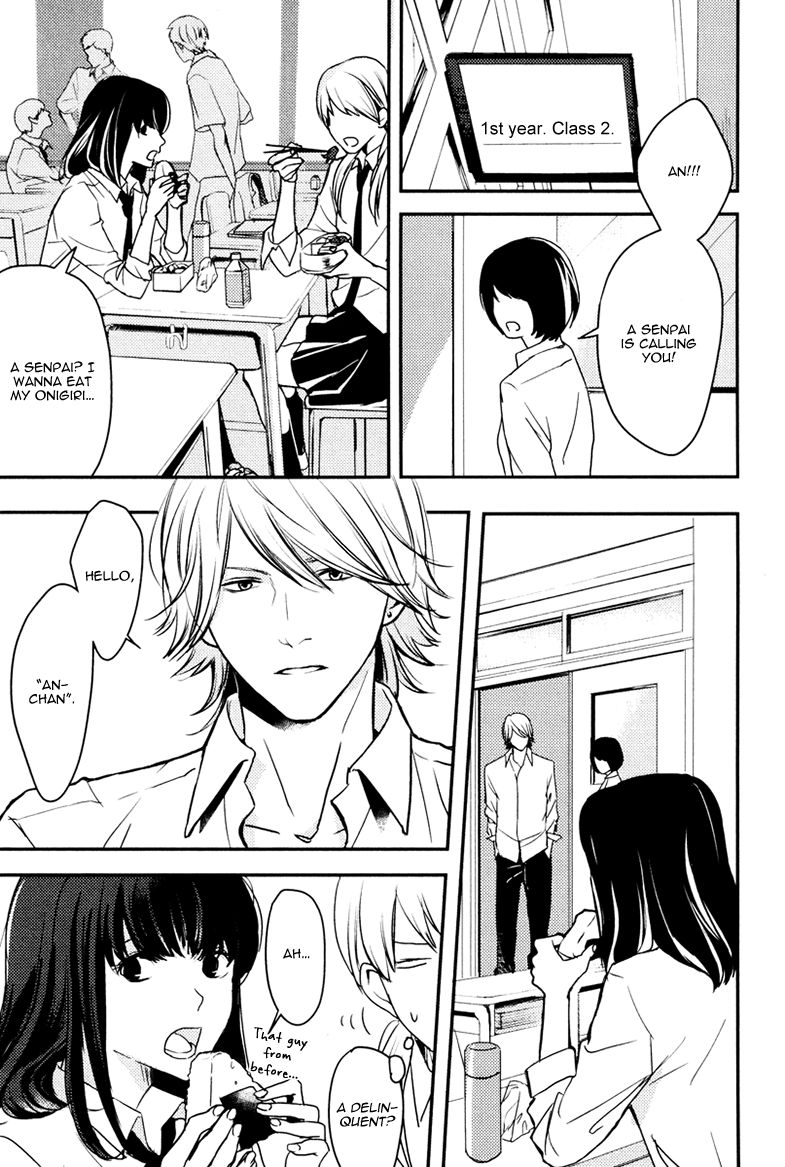 1st year. Class 2.
AN!!!
A SENPAI
IS CALLING
YOU!
A SENPAI? I
WANNA EAT
MY ONIGIRI...
HELLO,
"AN-
CHAN".
AH...
That guy
from
before...
A DELIN-
QUENT?